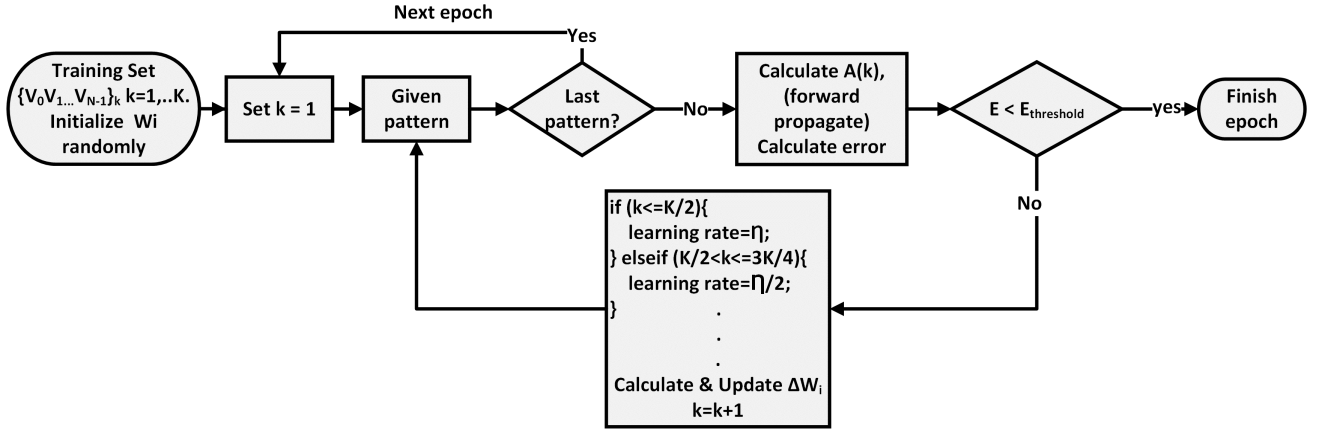 Next epoch
Yes
Training Set
{V₀V₁...V_N-1}ₖ k=1,..K.
Initialize Wi
randomly
Set k = 1
Given
pattern
Last
pattern?
No
Calculate A(k),
(forward
propagate)
Calculate error
E < E_threshold
yes
Finish
epoch
No
if (k<=K/2){
learning rate=Ƞ;
} elseif (K/2<k<=3K/4){
learning rate=Ƞ/2;
} .
.
.
Calculate & Update ΔWᵢ
k=k+1